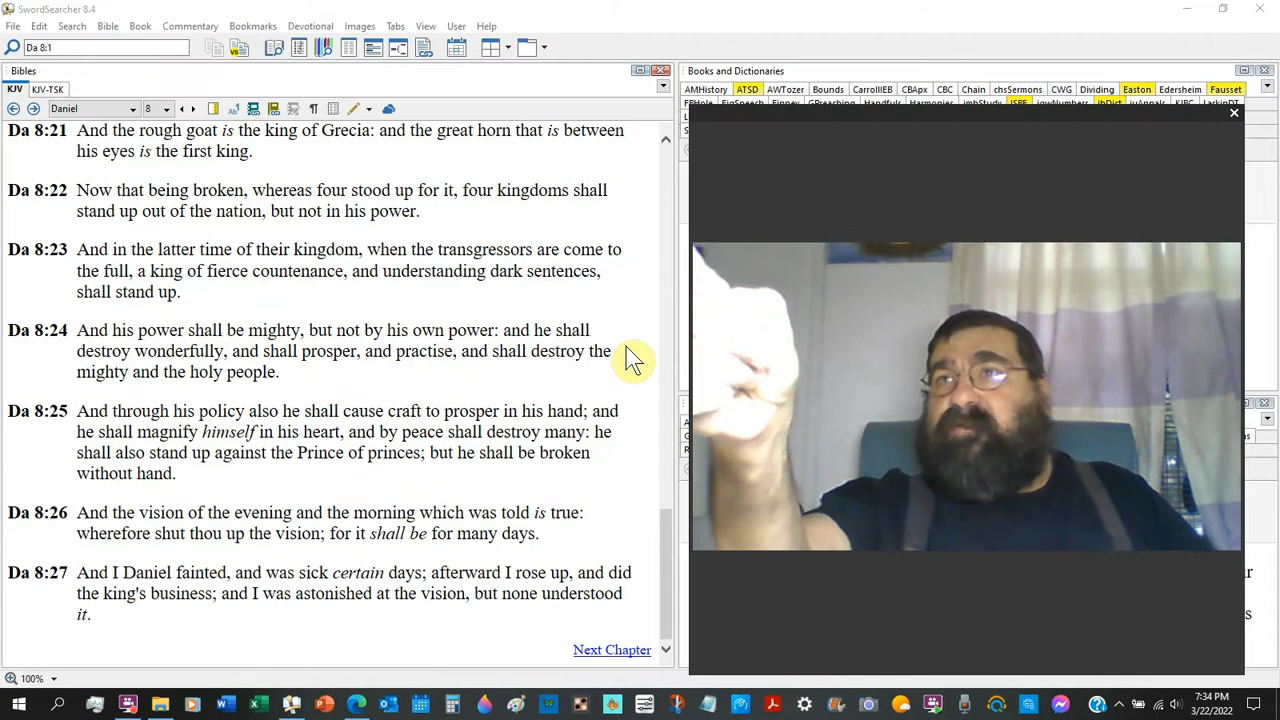 SwordSearcher 8.4
File Edit Search Bible Book Commentary Bookmarks Devotional Images Tabs View User Help
Da 8:1
Bibles
KJV KJV-TSK
Daniel 8
Da 8:21 And the rough goat is the king of Grecia: and the great horn that is between
his eyes is the first king.
Da 8:22 Now that being broken, whereas four stood up for it, four kingdoms shall
stand up out of the nation, but not in his power.
Da 8:23 And in the latter time of their kingdom, when the transgressors are come to
the full, a king of fierce countenance, and understanding dark sentences,
shall stand up.
Da 8:24 And his power shall be mighty, but not by his own power: and he shall
destroy wonderfully, and shall prosper, and practise, and shall destroy the
mighty and the holy people.
Da 8:25 And through his policy also he shall cause craft to prosper in his hand; and
he shall magnify himself in his heart, and by peace shall destroy many: he
shall also stand up against the Prince of princes; but he shall be broken
without hand.
Da 8:26 And the vision of the evening and the morning which was told is true:
wherefore shut thou up the vision; for it shall be for many days.
Da 8:27 And I Daniel fainted, and was sick certain days; afterward I rose up, and did
the king's business; and I was astonished at the vision, but none understood
it.
Next Chapter
100%
Books and Dictionaries
AMHistory ATSD AWTozer Bounds CarrollIEB CBApx Chain chsSermons CWG Dividing Easton Edersheim Fausset
7:34 PM
3/22/2022